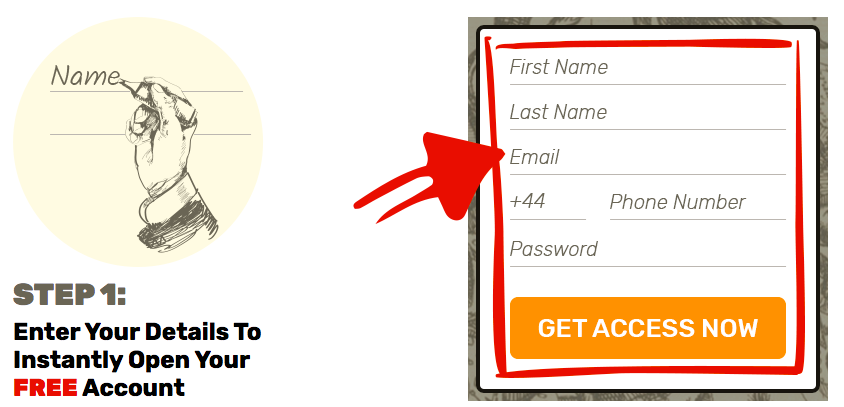 Name
STEP 1:
Enter Your Details To
Instantly Open Your
FREE Account
First Name
Last Name
Email
+44 Phone Number
Password
GET ACCESS NOW